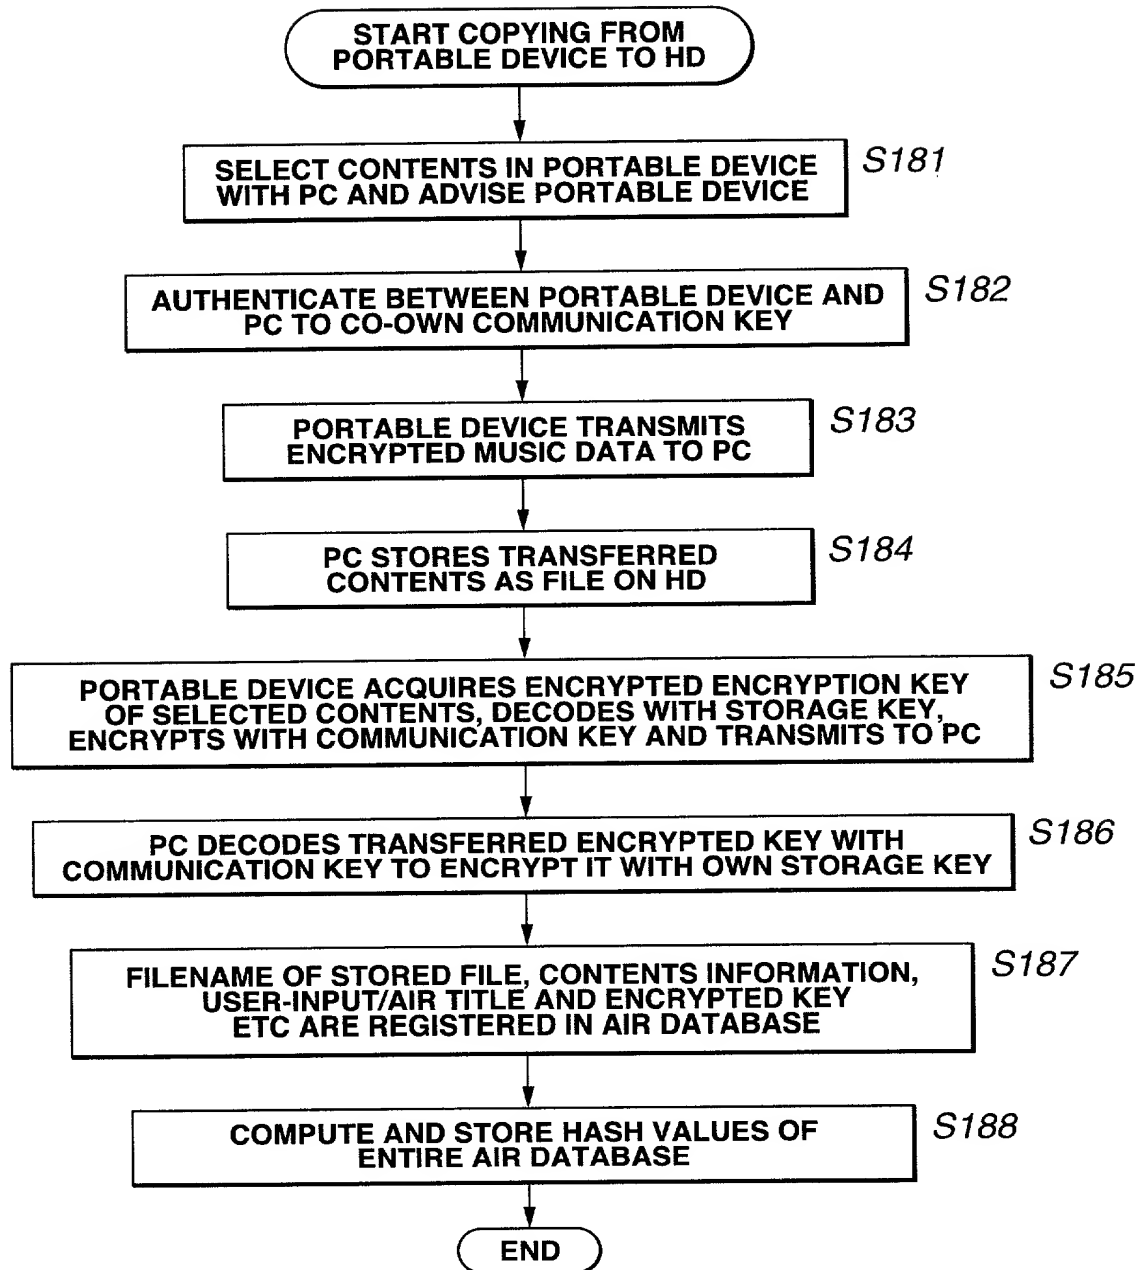 START COPYING FROM
PORTABLE DEVICE TO HD
SELECT CONTENTS IN PORTABLE DEVICE
WITH PC AND ADVISE PORTABLE DEVICE
S181
AUTHENTICATE BETWEEN PORTABLE DEVICE AND
PC TO CO-OWN COMMUNICATION KEY
S182
PORTABLE DEVICE TRANSMITS
ENCRYPTED MUSIC DATA TO PC
S183
PC STORES TRANSFERRED
CONTENTS AS FILE ON HD
S184
PORTABLE DEVICE ACQUIRES ENCRYPTED ENCRYPTION KEY
OF SELECTED CONTENTS, DECODES WITH STORAGE KEY,
ENCRYPTS WITH COMMUNICATION KEY AND TRANSMITS TO PC
S185
PC DECODES TRANSFERRED ENCRYPTED KEY WITH
COMMUNICATION KEY TO ENCRYPT IT WITH OWN STORAGE KEY
S186
FILENAME OF STORED FILE, CONTENTS INFORMATION,
USER-INPUT/AIR TITLE AND ENCRYPTED KEY
ETC ARE REGISTERED IN AIR DATABASE
S187
COMPUTE AND STORE HASH VALUES OF
ENTIRE AIR DATABASE
S188
END